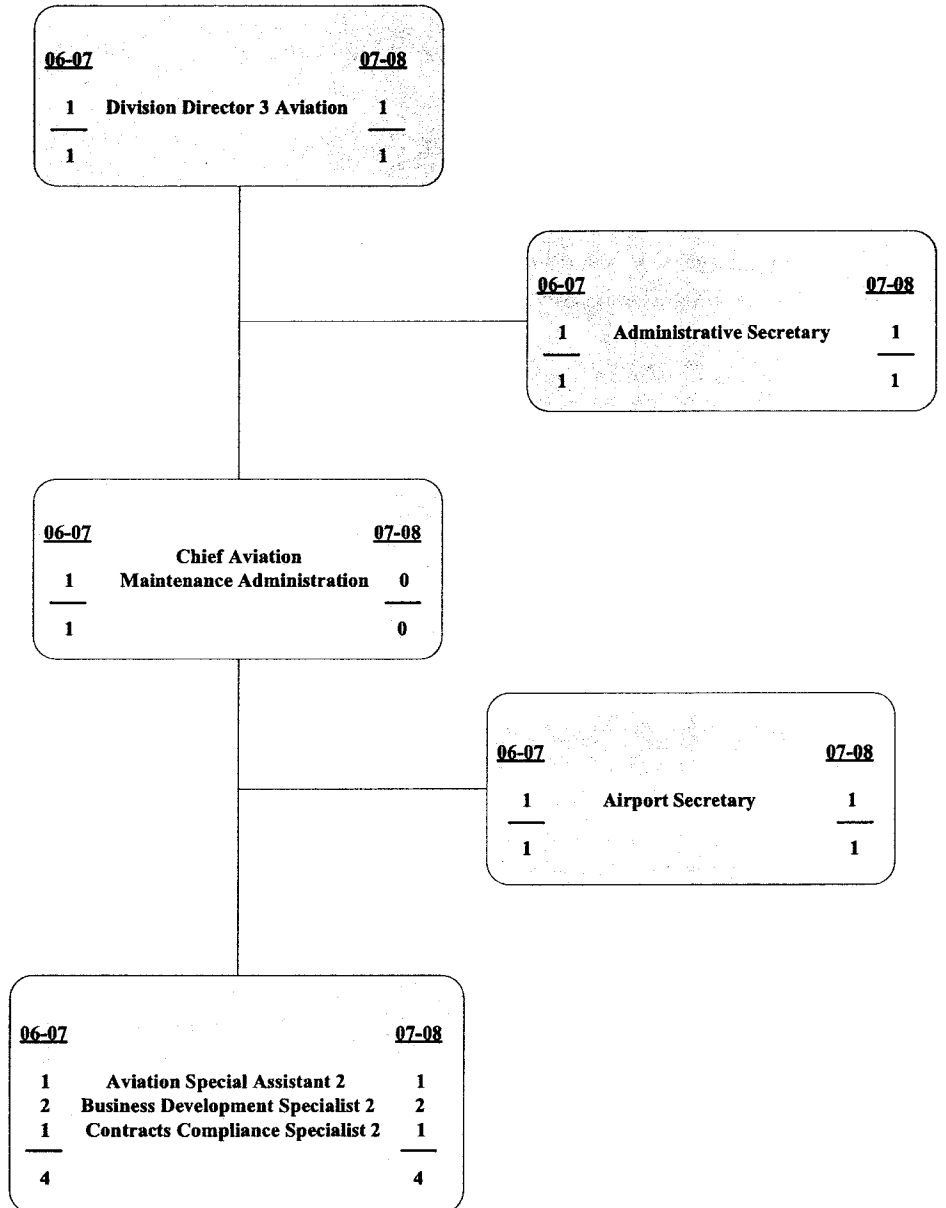 06-07 07-08
1 Division Director 3 Aviation 1
1 1
06-07 07-08
1 Administrative Secretary 1
1 1
06-07 07-08
Chief Aviation
1 Maintenance Administration 0
1 0
06-07 07-08
1 Airport Secretary 1
1 1
06-07 07-08
1 Aviation Special Assistant 2 1
2 Business Development Specialist 2 2
1 Contracts Compliance Specialist 2 1
4 4